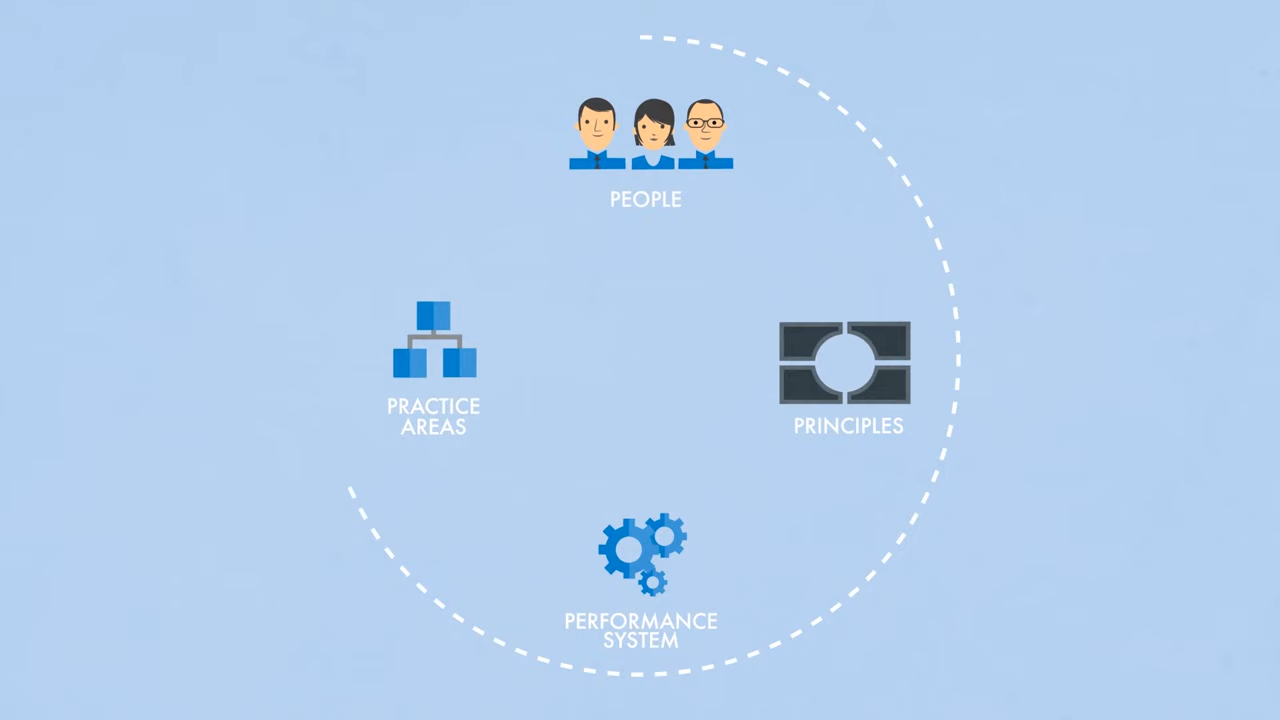 PEOPLE
PRACTICE
AREAS
PRINCIPLES
PERFORMANCE
SYSTEM